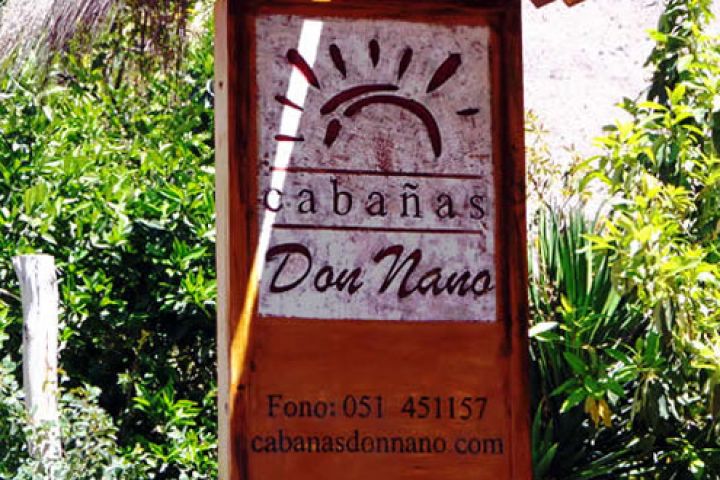 cabañas
Don Nano
Fono: 051 451157
cabanasdonnano.com